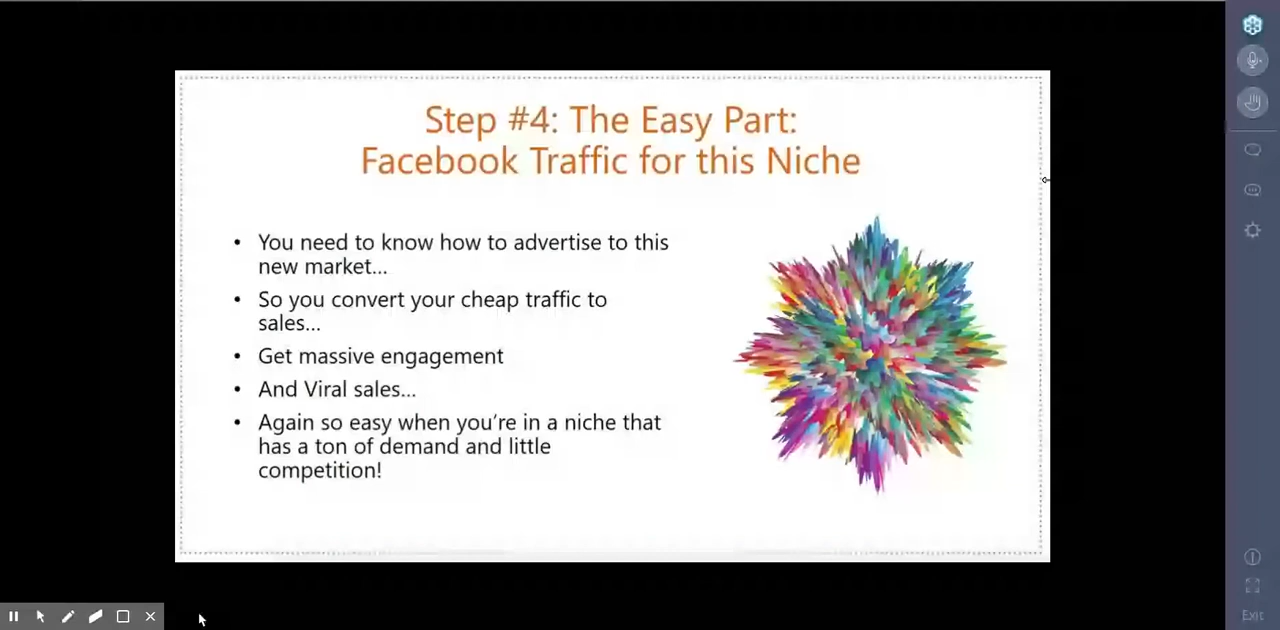 Step #4: The Easy Part:
Facebook Traffic for this Niche
• You need to know how to advertise to this
new market...
• So you convert your cheap traffic to
sales...
• Get massive engagement
• And Viral sales...
• Again so easy when you’re in a niche that
has a ton of demand and little
competition!
Exit